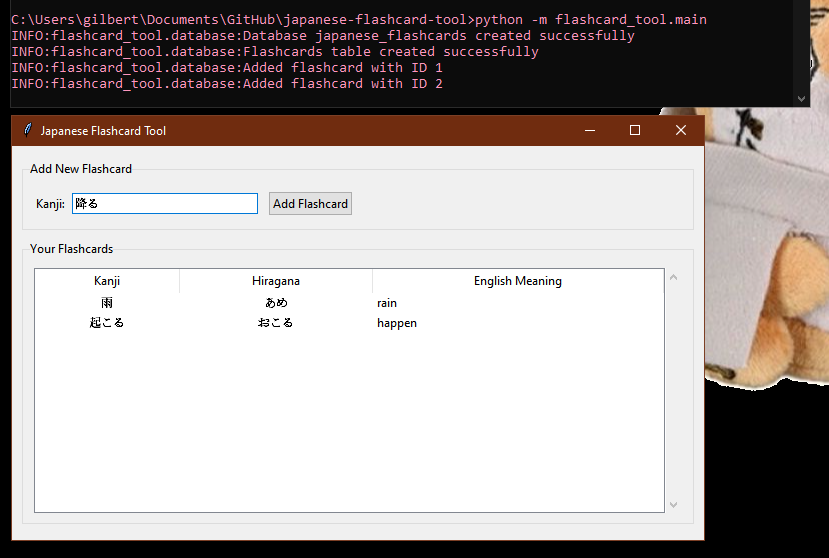 C:\Users\gilbert\Documents\GitHub\japanese-flashcard-tool>python -m flashcard_tool.main
INFO:flashcard_tool.database:Database japanese_flashcards created successfully
INFO:flashcard_tool.database:Flashcards table created successfully
INFO:flashcard_tool.database:Added flashcard with ID 1
INFO:flashcard_tool.database:Added flashcard with ID 2
Japanese Flashcard Tool
Add New Flashcard
Kanji: 降る Add Flashcard
Your Flashcards
Kanji Hiragana English Meaning
雨 あめ rain
起こる おこる happen